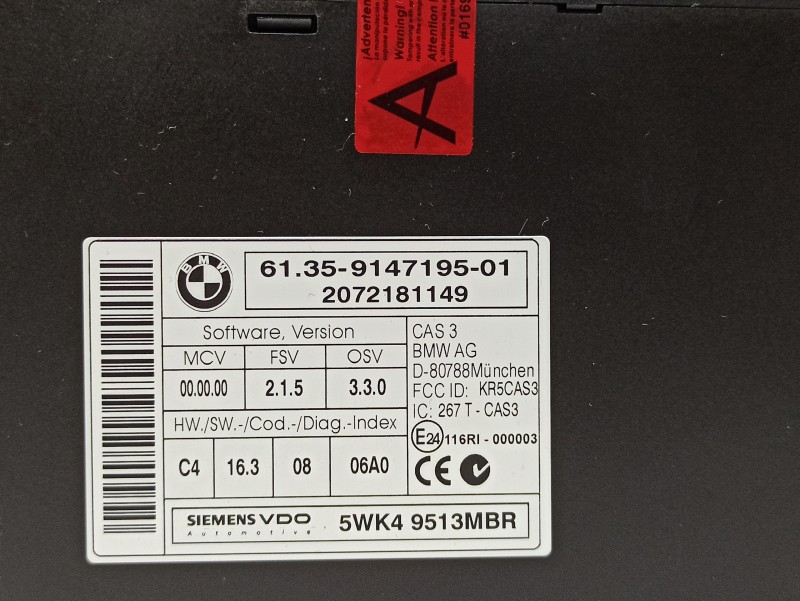 ¡Adverten
Warning!
Attention
#0169
A
BMW
61.35-9147195-01
2072181149
Software, Version
MCV FSV OSV
00.00.00 2.1.5 3.3.0
HW./SW.-/Cod.-/Diag.-Index
C4 16.3 08 06A0
CAS 3
BMW AG
D-80788München
FCC ID: KR5CAS3
IC: 267 T - CAS3
E24 116RI - 000003
CE
SIEMENS VDO
Automotive
5WK4 9513MBR